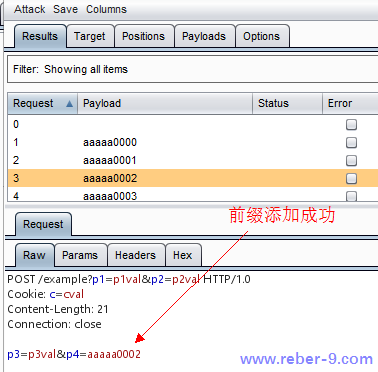 Attack Save Columns
Results Target Positions Payloads Options
Filter: Showing all items
Request Payload Status Error
0
1 aaaaa0000
2 aaaaa0001
3 aaaaa0002
4 aaaaa0003
前缀添加成功
Request
Raw Params Headers Hex
POST /example?p1=p1val&p2=p2val HTTP/1.0
Cookie: c=cval
Content-Length: 21
Connection: close
p3=p3val&p4=aaaaa0002
www.reber-9.com